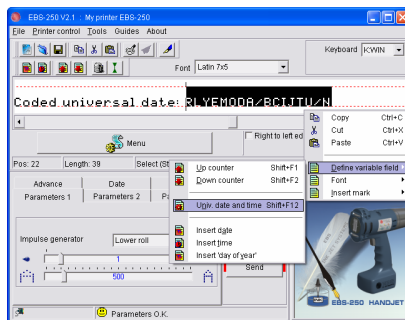 EBS-250 V2.1 : My printer EBS-250
File Printer control Tools Guides About
Keyboard K:WIN
Font Latin 7x5
Coded universal date: RLYEMODA/BCIJTU/N
Menu
Right to left ed
Copy Ctrl+C
Cut Ctrl+X
Paste Ctrl+V
Define variable field
Font
Insert mark
Pos: 22 Length: 39 Select (St
Up counter Shift+F1
Down counter Shift+F2
Univ. date and time Shift+F12
Insert date
Insert time
Insert 'day of year'
Advance Date
Parameters 1 Parameters 2 Pa
Impulse generator Lower roll
1
500
Send
EBS-250 HANDJET
Parameters O.K.